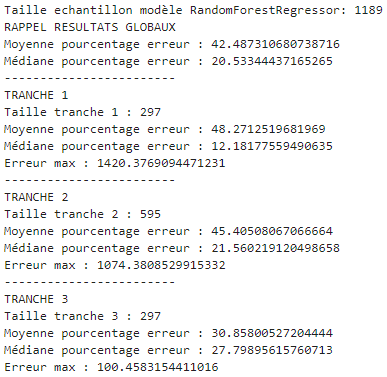 Taille echantillon modèle RandomForestRegressor: 1189
RAPPEL RESULTATS GLOBAUX
Moyenne pourcentage erreur : 42.487310680738716
Médiane pourcentage erreur : 20.53344437165265
------------------------
TRANCHE 1
Taille tranche 1 : 297
Moyenne pourcentage erreur : 48.2712519681969
Médiane pourcentage erreur : 12.18177559490635
Erreur max : 1420.3769094471231
------------------------
TRANCHE 2
Taille tranche 2 : 595
Moyenne pourcentage erreur : 45.40508067066664
Médiane pourcentage erreur : 21.560219120498658
Erreur max : 1074.3808529915332
------------------------
TRANCHE 3
Taille tranche 3 : 297
Moyenne pourcentage erreur : 30.85800527204444
Médiane pourcentage erreur : 27.79895615760713
Erreur max : 100.4583154411016